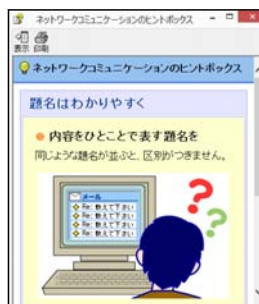 ネットワークコミュニケーションのヒントボックス
表示 印刷
ネットワークコミュニケーションのヒントボックス
題名はわかりやすく
内容をひとことで表す題名を
同じような題名が並ぶと、区別がつきません。
メール
Re: 教えて下さい
Re: 教えて下さい
Re: 教えて下さい
Re: 教えて下さい
? ?